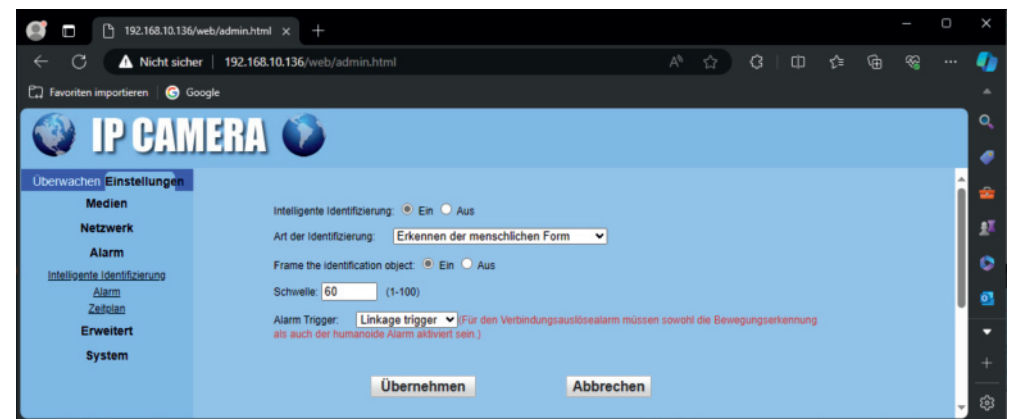 192.168.10.136/web/admin.html
Nicht sicher 192.168.10.136/web/admin.html
Favoriten importieren Google
IP CAMERA
Überwachen Einstellungen
Medien
Netzwerk
Alarm
Intelligente Identifizierung
Alarm
Zeitplan
Erweitert
System
Intelligente Identifizierung: Ein Aus
Art der Identifizierung: Erkennen der menschlichen Form
Frame the identification object: Ein Aus
Schwelle: 60 (1-100)
Alarm Trigger: Linkage trigger (Für den Verbindungsauslösealarm müssen sowohl die Bewegungserkennung
als auch der humanoide Alarm aktiviert sein.)
Übernehmen Abbrechen